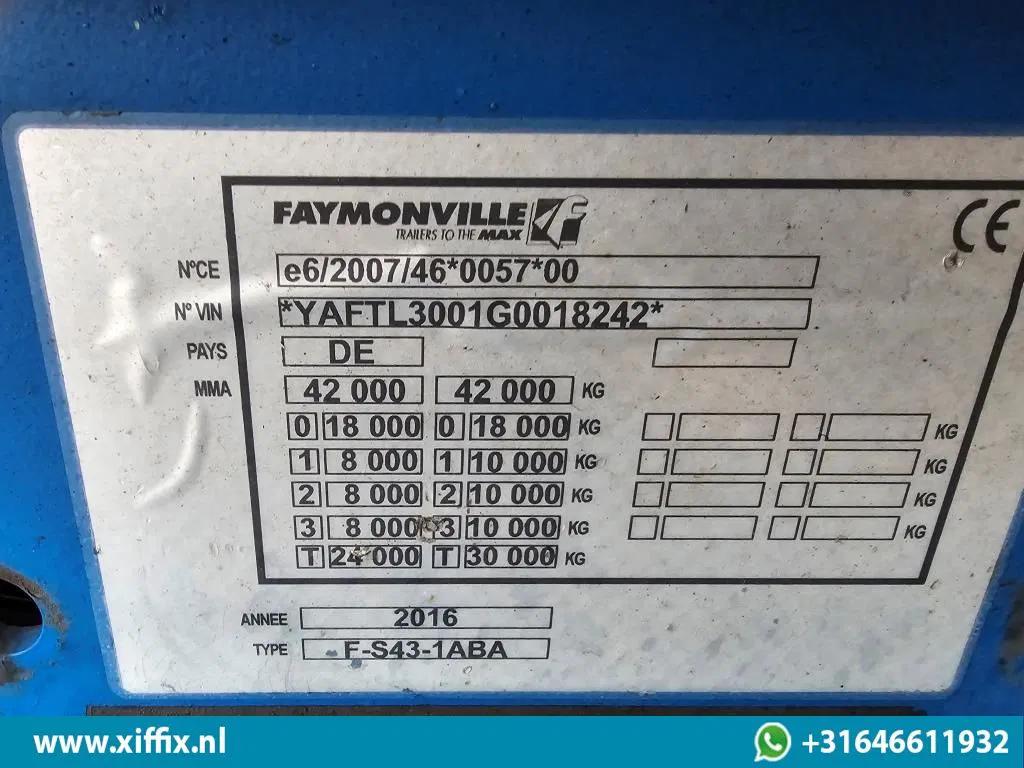 FAYMONVILLE
TRAILERS TO THE MAX
CE
N°CE e6/2007/46*0057*00
N° VIN *YAFTL3001G0018242*
PAYS DE
MMA 42 000 42 000 KG
0 18 000 0 18 000 KG KG
1 8 000 1 10 000 KG KG
2 8 000 2 10 000 KG KG
3 8 000 3 10 000 KG KG
T 24 000 T 30 000 KG
ANNEE 2016
TYPE F-S43-1ABA
www.xiffix.nl +31646611932